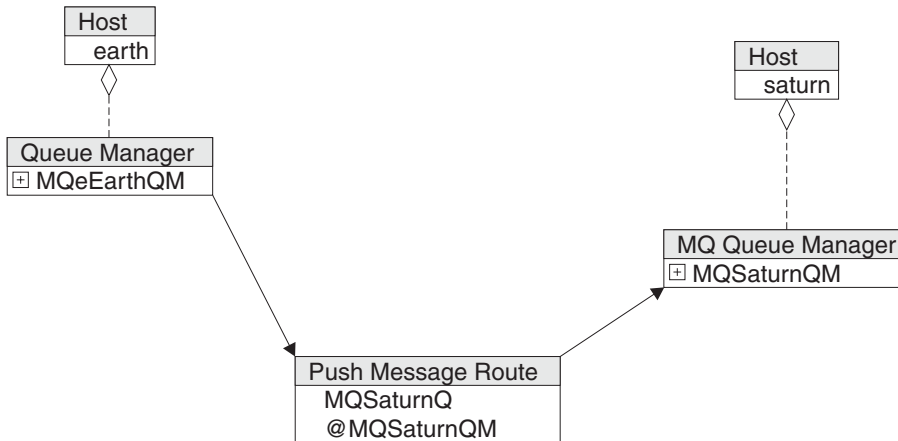 Host
earth
Host
saturn
Queue Manager
MQeEarthQM
MQ Queue Manager
MQSaturnQM
Push Message Route
MQSaturnQ
@MQSaturnQM